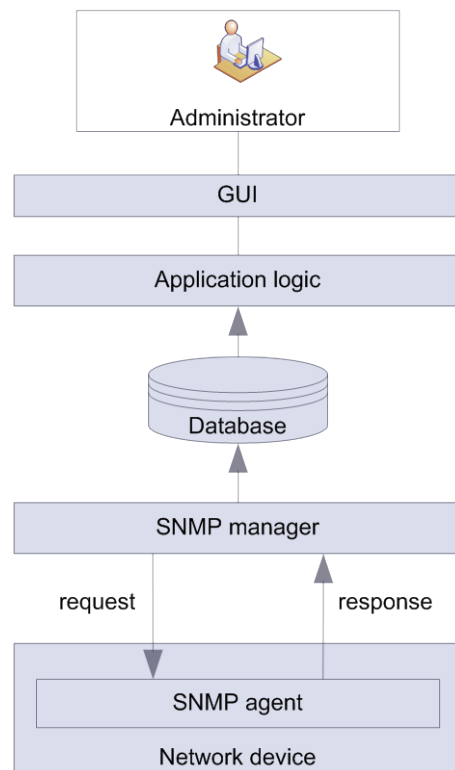 Administrator
GUI
Application logic
Database
SNMP manager
request
response
SNMP agent
Network device